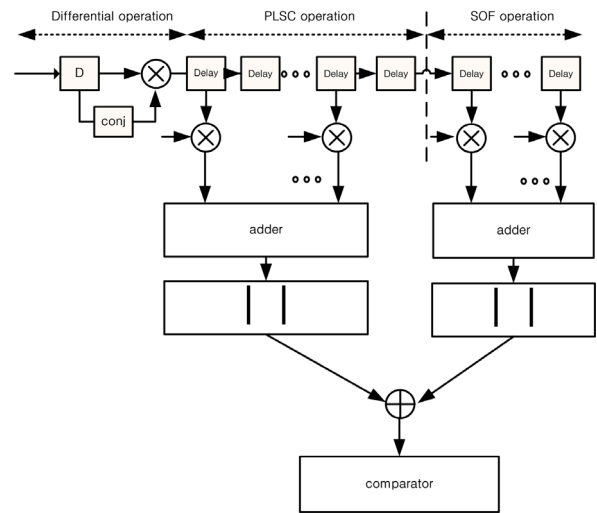 Differential operation PLSC operation SOF operation
D Delay Delay Delay Delay Delay Delay
conj
adder adder
comparator